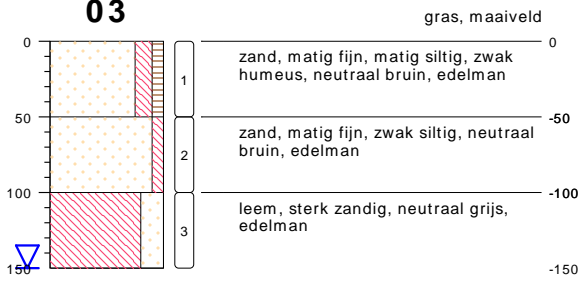 03
gras, maaiveld
0
0
zand, matig fijn, matig siltig, zwak
humeus, neutraal bruin, edelman
1
50
-50
zand, matig fijn, zwak siltig, neutraal
bruin, edelman
2
100
-100
leem, sterk zandig, neutraal grijs,
edelman
3
150
-150